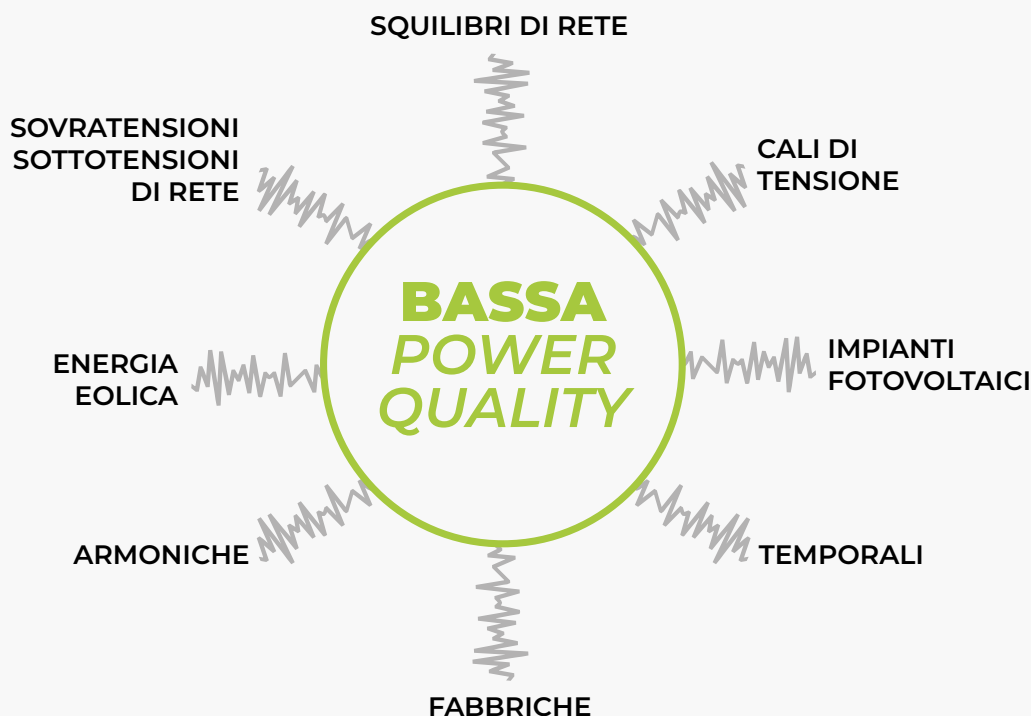 SQUILIBRI DI RETE
SOVRATENSIONI
SOTTOTENSIONI
DI RETE
CALI DI
TENSIONE
BASSA
POWER
QUALITY
ENERGIA
EOLICA
IMPIANTI
FOTOVOLTAICI
ARMONICHE
TEMPORALI
FABBRICHE